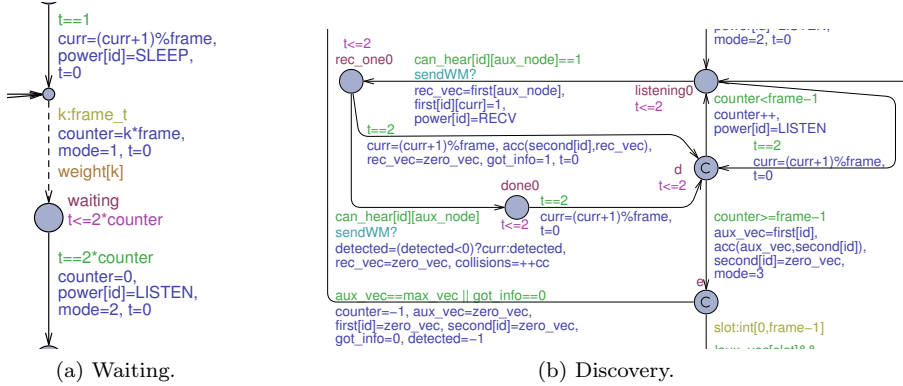 t==1
curr=(curr+1)%frame,
power[id]=SLEEP,
t=0
k:frame_t
counter=k*frame,
mode=1, t=0
weight[k]
waiting
t<=2*counter
t==2*counter
counter=0,
power[id]=LISTEN,
mode=2, t=0
(a) Waiting.
mode=2, t=0
t<=2
rec_one0
can_hear[id][aux_node]==1
sendWM?
rec_vec=first[aux_node],
first[id][curr]=1,
power[id]=RECV
listening0
t<=2
counter<frame-1
counter++,
power[id]=LISTEN
t==2
curr=(curr+1)%frame, acc(second[id],rec_vec),
rec_vec=zero_vec, got_info=1, t=0
t==2
curr=(curr+1)%frame,
t=0
d
C
t<=2
done0
t<=2
t==2
curr=(curr+1)%frame,
t=0
can_hear[id][aux_node]
sendWM?
detected=(detected<0)?curr:detected,
rec_vec=zero_vec, collisions=++cc
counter>=frame-1
aux_vec=first[id],
acc(aux_vec,second[id]),
second[id]=zero_vec,
mode=3
e
C
aux_vec==max_vec || got_info==0
counter=-1, aux_vec=zero_vec,
first[id]=zero_vec, second[id]=zero_vec,
got_info=0, detected=-1
slot:int[0,frame-1]
(b) Discovery.